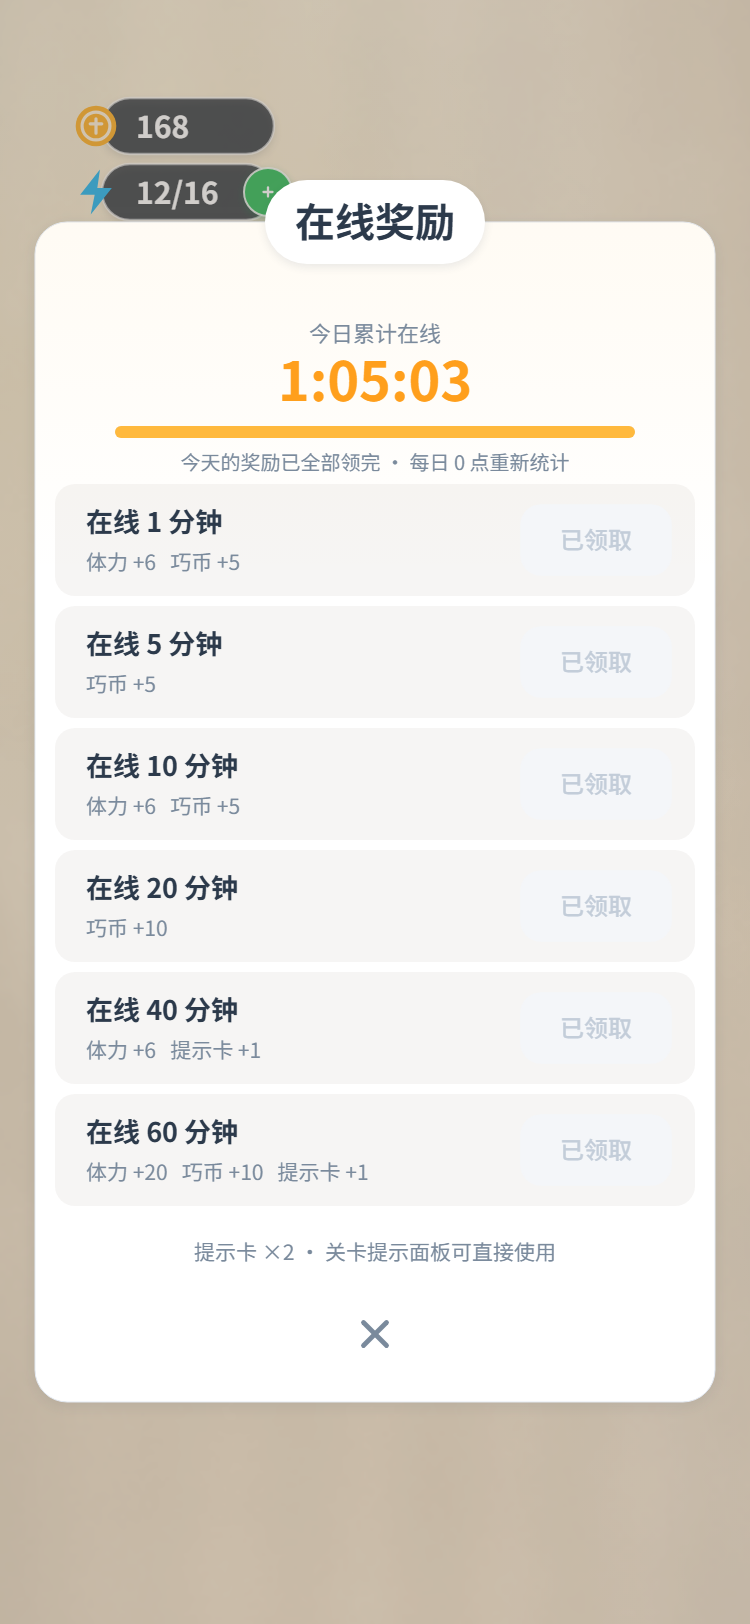 168
12/16
+
在线奖励
今日累计在线
1:05:03
今天的奖励已全部领完 · 每日 0 点重新统计
在线 1 分钟
体力 +6 巧币 +5
已领取
在线 5 分钟
巧币 +5
已领取
在线 10 分钟
体力 +6 巧币 +5
已领取
在线 20 分钟
巧币 +10
已领取
在线 40 分钟
体力 +6 提示卡 +1
已领取
在线 60 分钟
体力 +20 巧币 +10 提示卡 +1
已领取
提示卡 ×2 · 关卡提示面板可直接使用